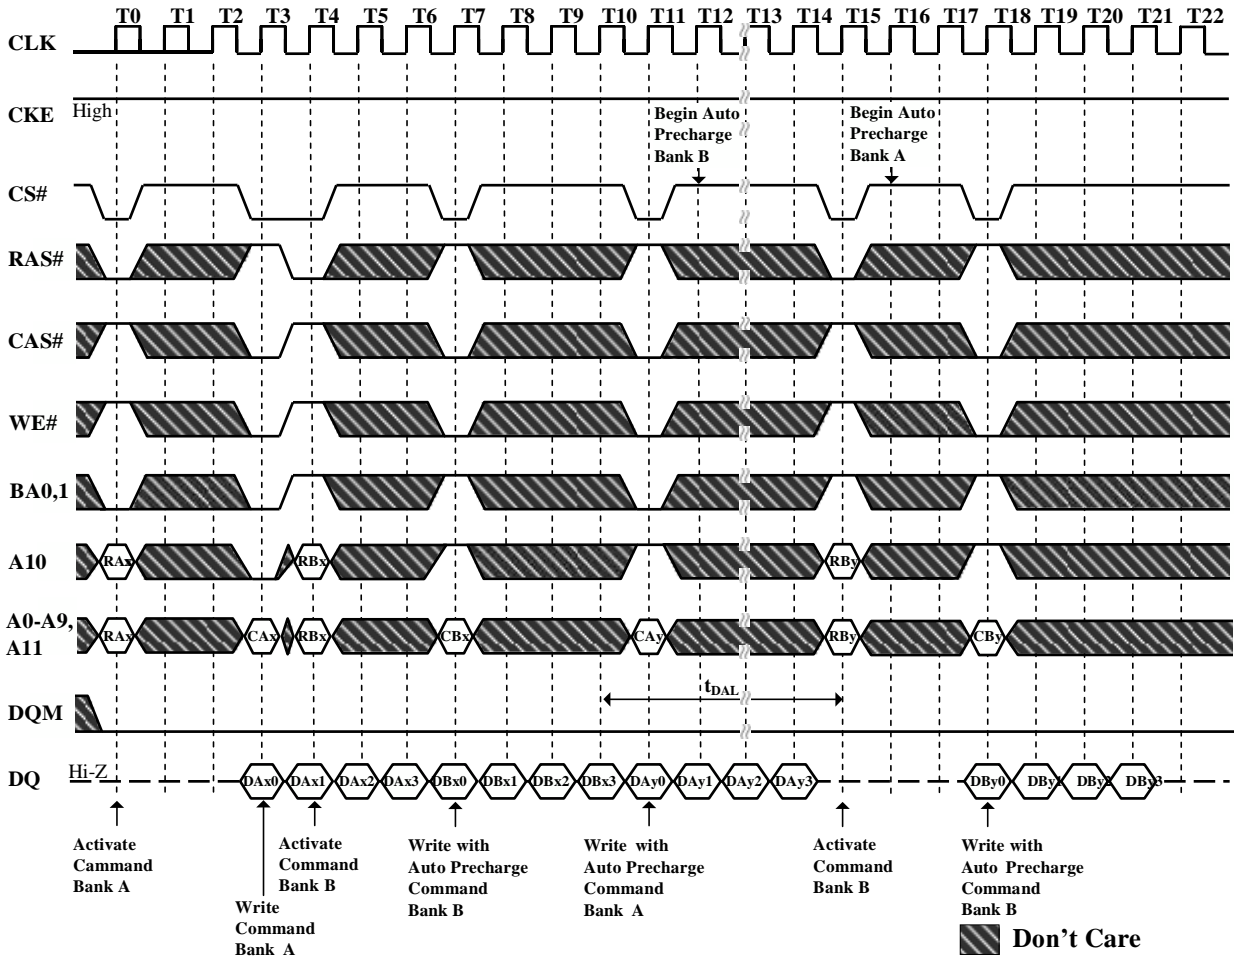 T0 T1 T2 T3 T4 T5 T6 T7 T8 T9 T10 T11 T12 T13 T14 T15 T16 T17 T18 T19 T20 T21 T22
CLK
CKE
High
Begin Auto
Precharge
Bank B
Begin Auto
Precharge
Bank A
CS#
RAS#
CAS#
WE#
BA0,1
A10
RAx RBx RBy
A0-A9,
A11
RAx CAx RBx CBx CAy RBy CBy
tDAL
DQM
DQ
Hi-Z
DAx0 DAx1 DAx2 DAx3 DBx0 DBx1 DBx2 DBx3 DAy0 DAy1 DAy2 DAy3 DBy0 DBy1 DBy2 DBy3
Activate
Cammand
Bank A
Write
Command
Bank A
Activate
Command
Bank B
Write with
Auto Precharge
Command
Bank B
Write with
Auto Precharge
Command
Bank A
Activate
Command
Bank B
Write with
Auto Precharge
Command
Bank B
Don't Care